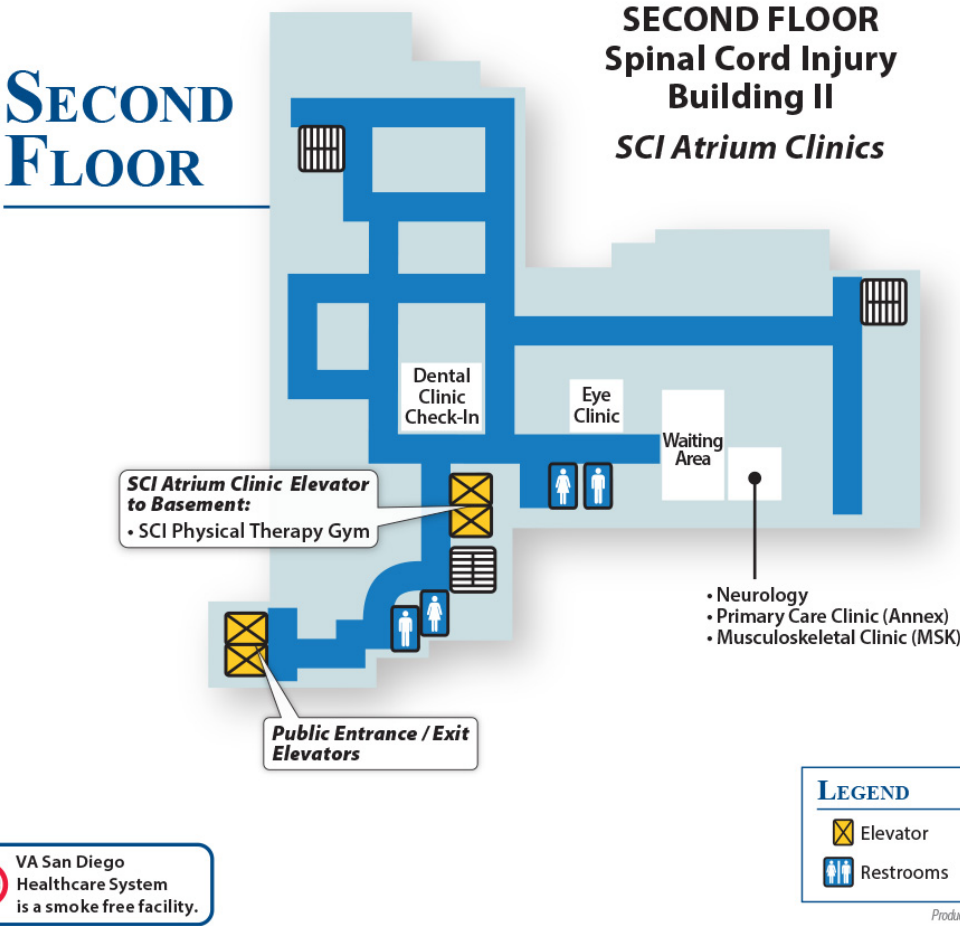 SECOND
FLOOR
SECOND FLOOR
Spinal Cord Injury
Building II
SCI Atrium Clinics
Dental
Clinic
Check-In
Eye
Clinic
Waiting
Area
SCI Atrium Clinic Elevator
to Basement:
• SCI Physical Therapy Gym
• Neurology
• Primary Care Clinic (Annex)
• Musculoskeletal Clinic (MSK)
Public Entrance / Exit
Elevators
LEGEND
Elevator
Restrooms
VA San Diego
Healthcare System
is a smoke free facility.